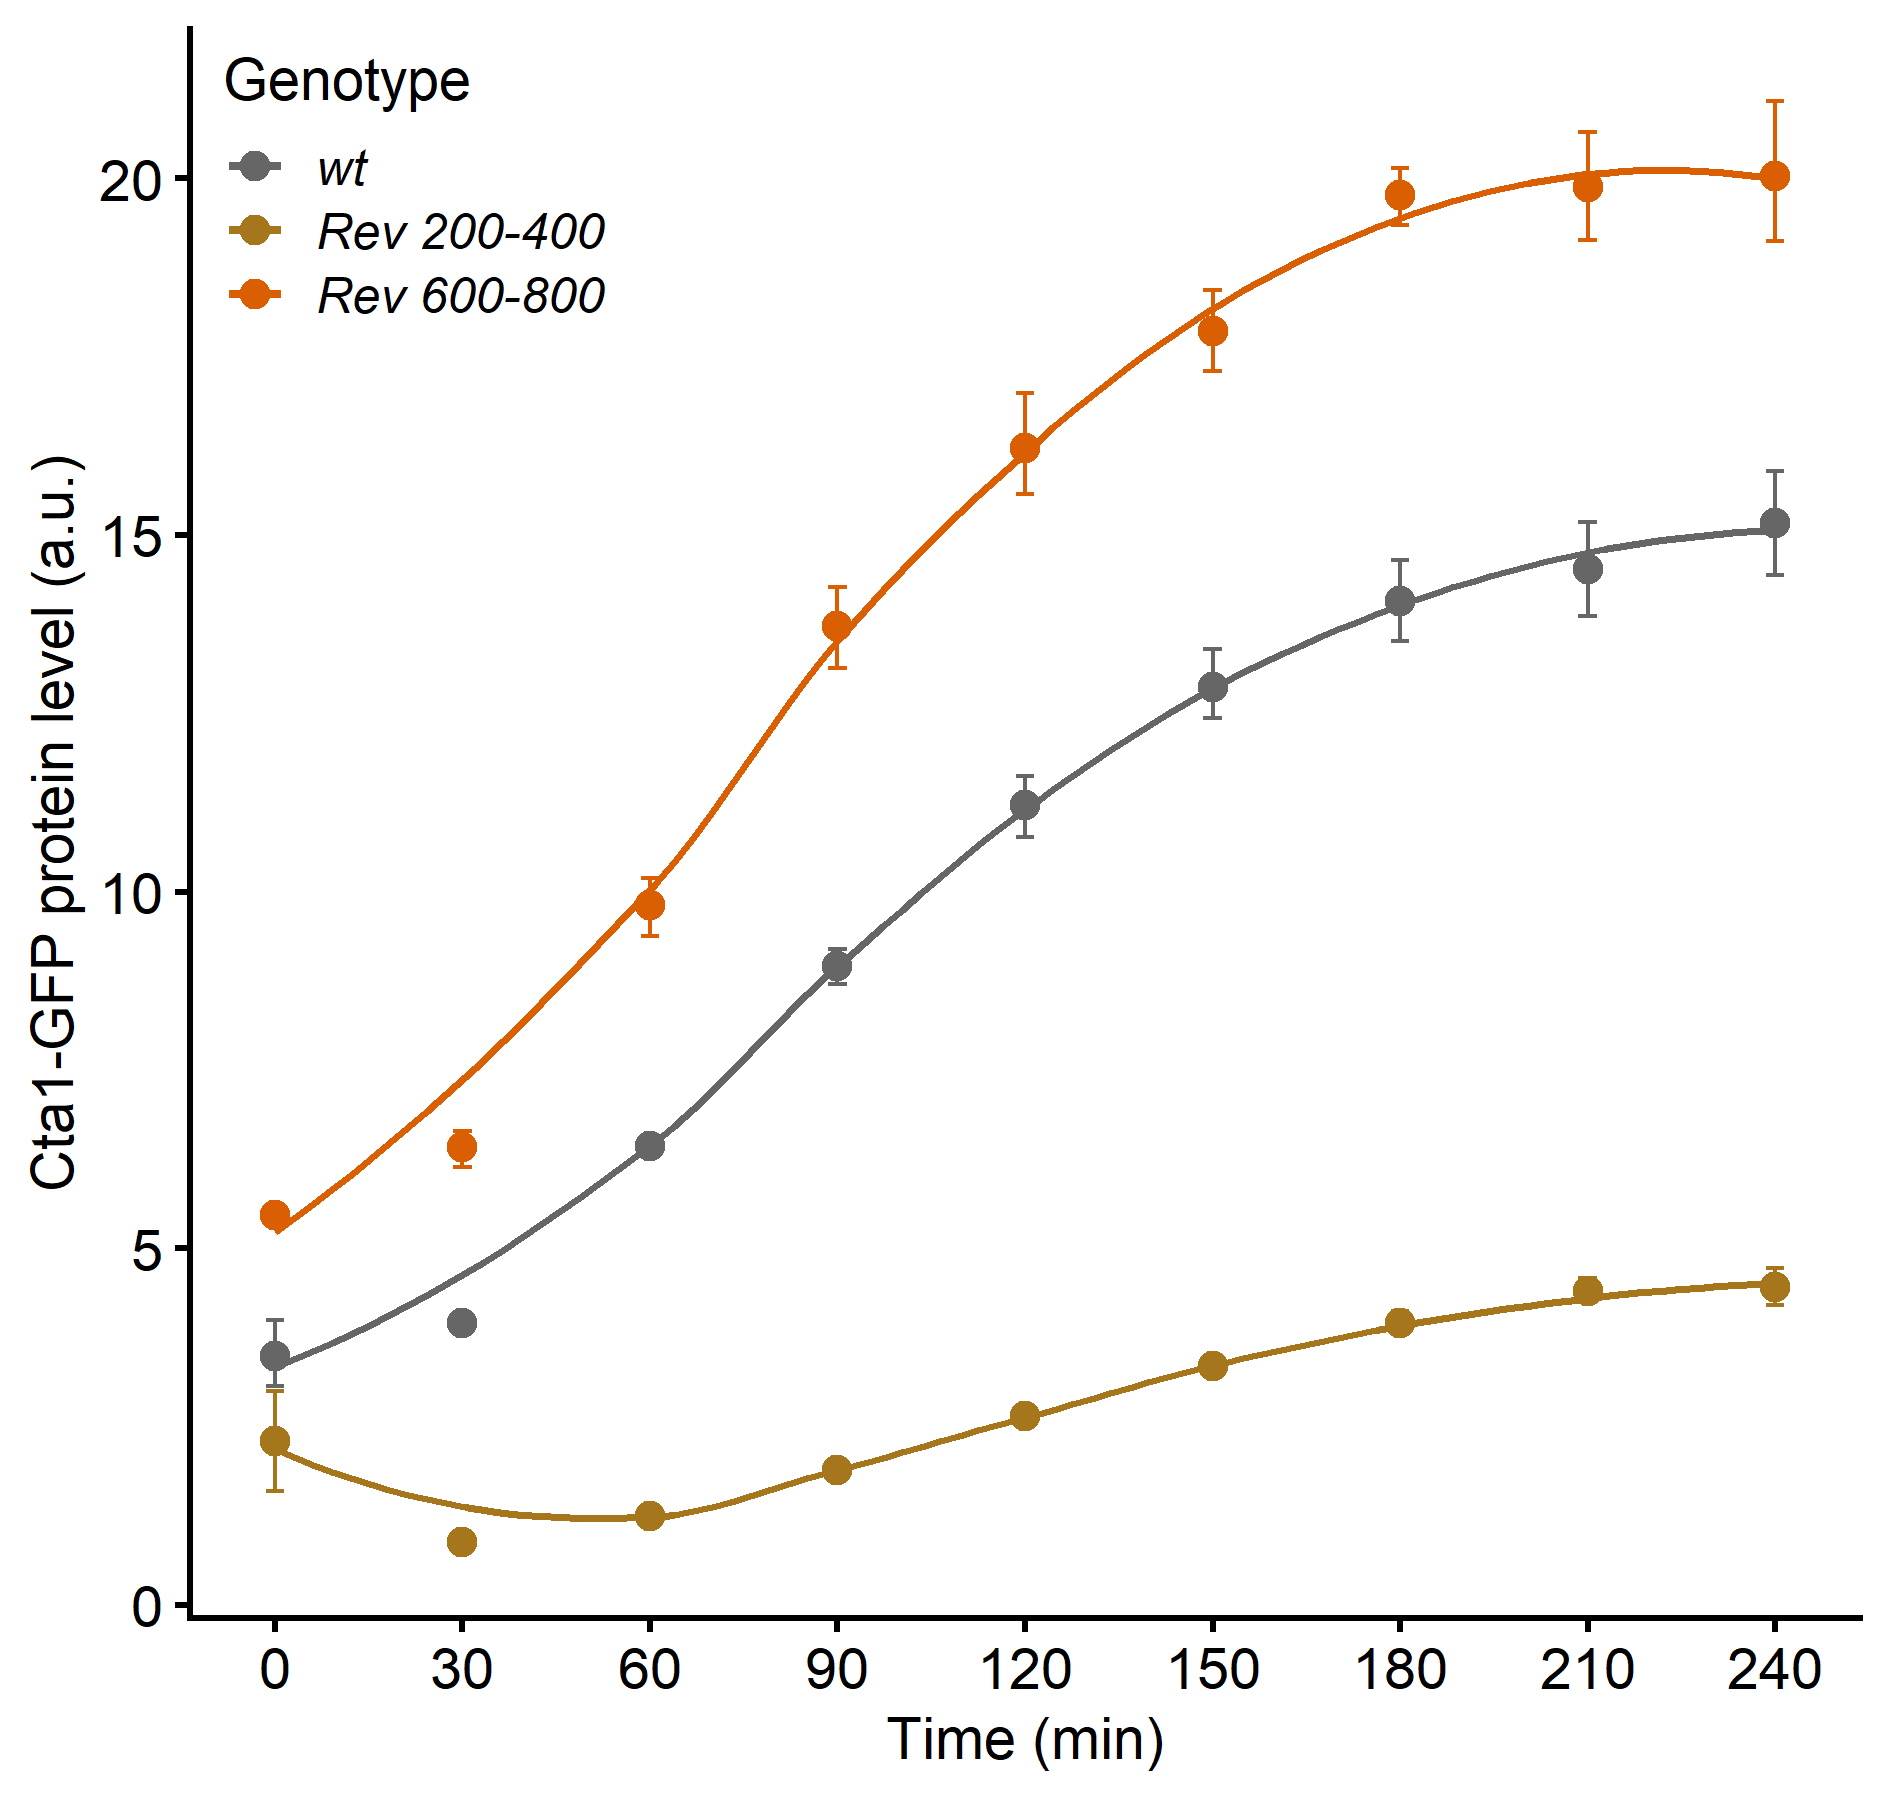 Genotype
wt
Rev 200-400
Rev 600-800
Cta1-GFP protein level (a.u.)
20
15
10
5
0
0 30 60 90 120 150 180 210 240
Time (min)